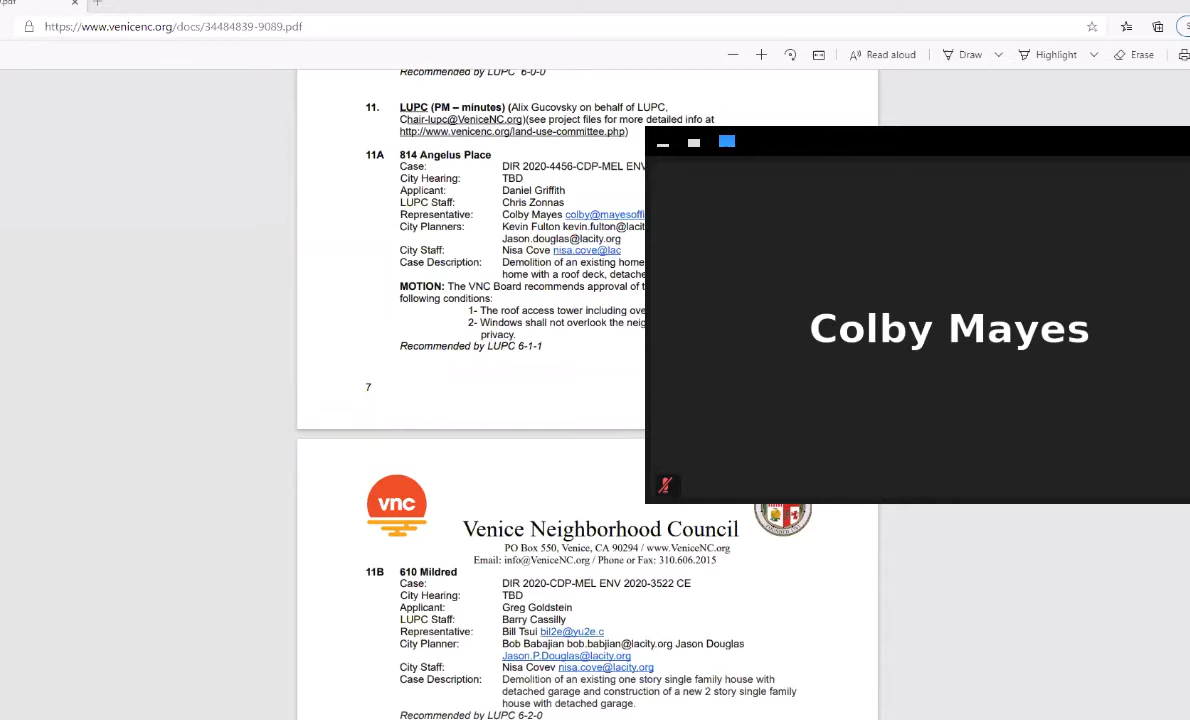 .pdf
https://www.venicenc.org/docs/34484839-9089.pdf
Read aloud
Draw
Highlight
Erase
Recommended by LUPC 6-0-0
11. LUPC (PM – minutes) (Alix Gucovsky on behalf of LUPC,
Chair-lupc@VeniceNC.org)(see project files for more detailed info at
http://www.venicenc.org/land-use-committee.php)
11A 814 Angelus Place
Case: DIR 2020-4456-CDP-MEL ENV
City Hearing: TBD
Applicant: Daniel Griffith
LUPC Staff: Chris Zonnas
Representative: Colby Mayes colby@mayesoffi
City Planners: Kevin Fulton kevin.fulton@lacit
Jason.douglas@lacity.org
City Staff: Nisa Cove nisa.cove@lac
Case Description: Demolition of an existing home
home with a roof deck, detache
MOTION: The VNC Board recommends approval of t
following conditions:
1- The roof access tower including ove
2- Windows shall not overlook the neig
privacy.
Recommended by LUPC 6-1-1
7
Colby Mayes
vnc
Venice Neighborhood Council
PO Box 550, Venice, CA 90294 / www.VeniceNC.org
Email: info@VeniceNC.org / Phone or Fax: 310.606.2015
11B 610 Mildred
Case: DIR 2020-CDP-MEL ENV 2020-3522 CE
City Hearing: TBD
Applicant: Greg Goldstein
LUPC Staff: Barry Cassilly
Representative: Bill Tsui bil2e@yu2e.c
City Planner: Bob Babajian bob.babjian@lacity.org Jason Douglas
Jason.P.Douglas@lacity.org
City Staff: Nisa Covev nisa.cove@lacity.org
Case Description: Demolition of an existing one story single family house with
detached garage and construction of a new 2 story single family
house with detached garage.
Recommended by LUPC 6-2-0